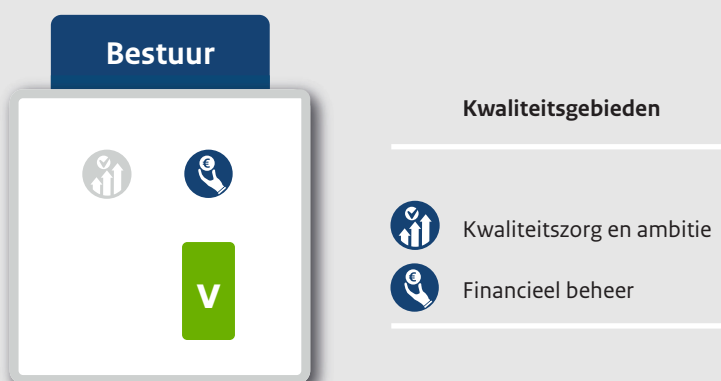 Bestuur
V
Kwaliteitsgebieden
Kwaliteitszorg en ambitie
Financieel beheer